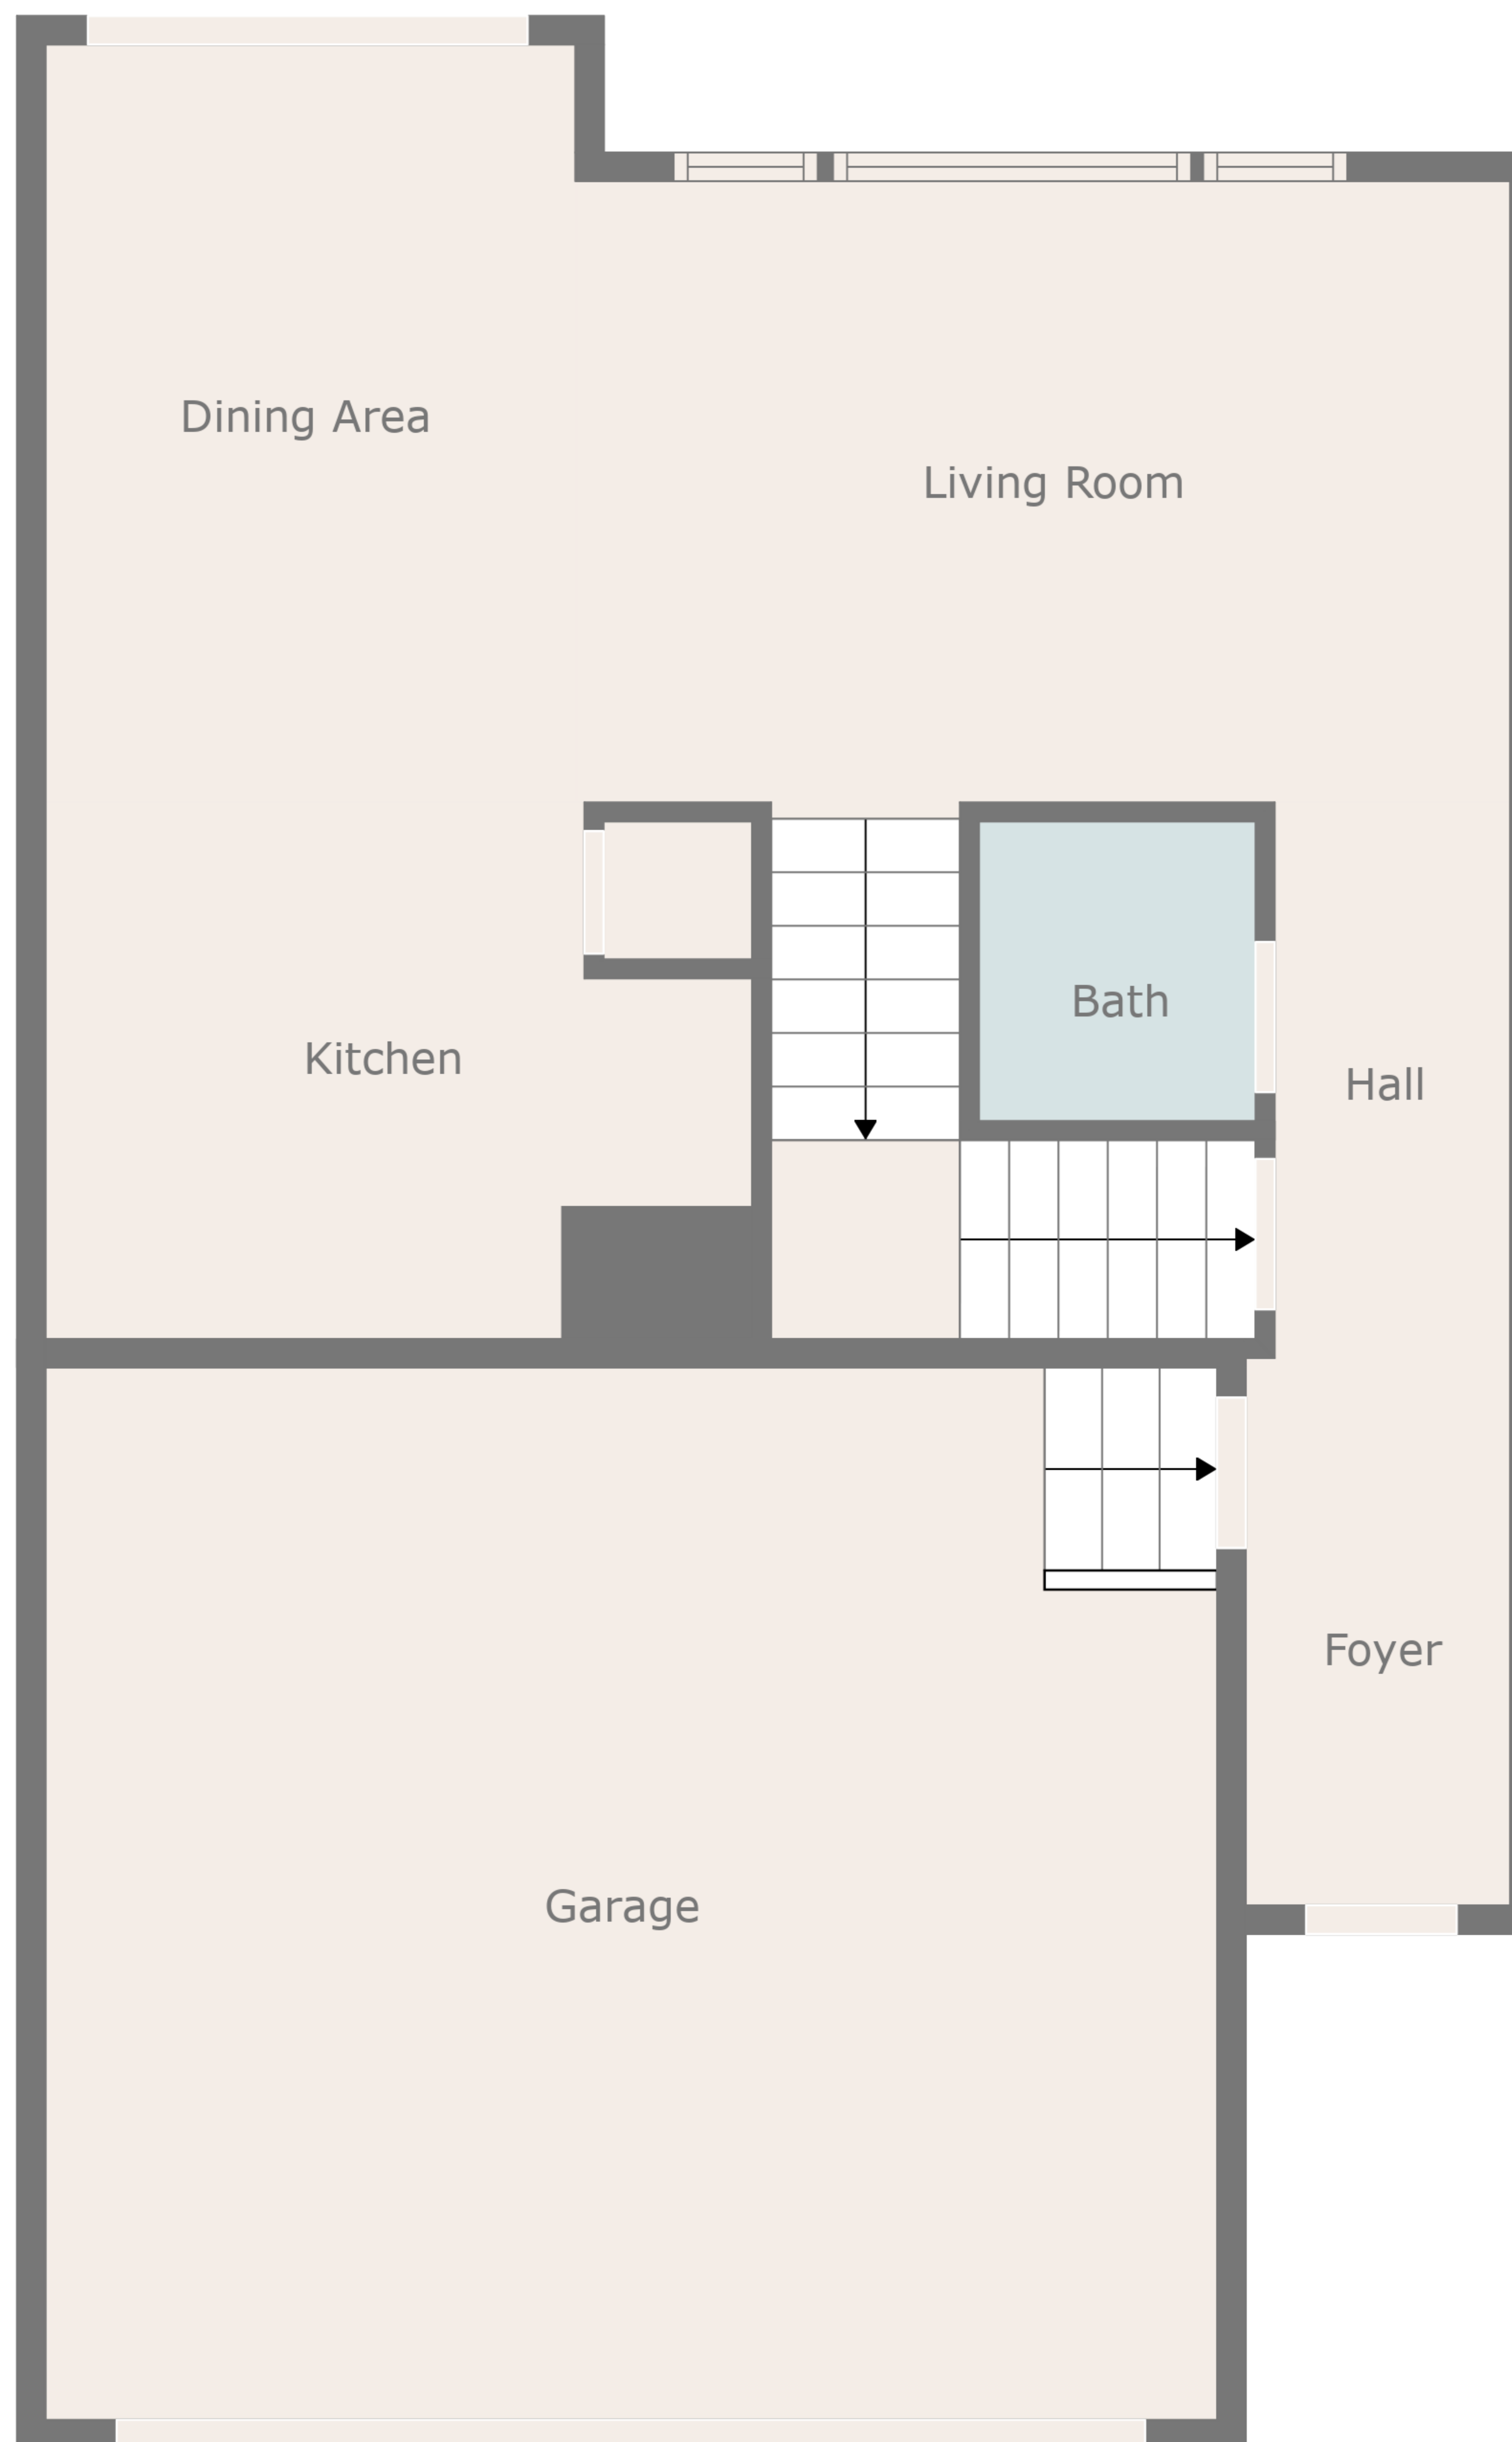 Dining Area
Living Room
Bath
Kitchen
Hall
Foyer
Garage